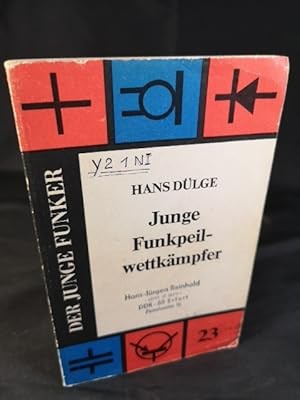 Y21NI
HANS DÜLGE
Junge
Funkpeil-
wettkämpfer
Hans-Jürgen Reinhold
DDR - 50 Erfurt
23
DER JUNGE FUNKER